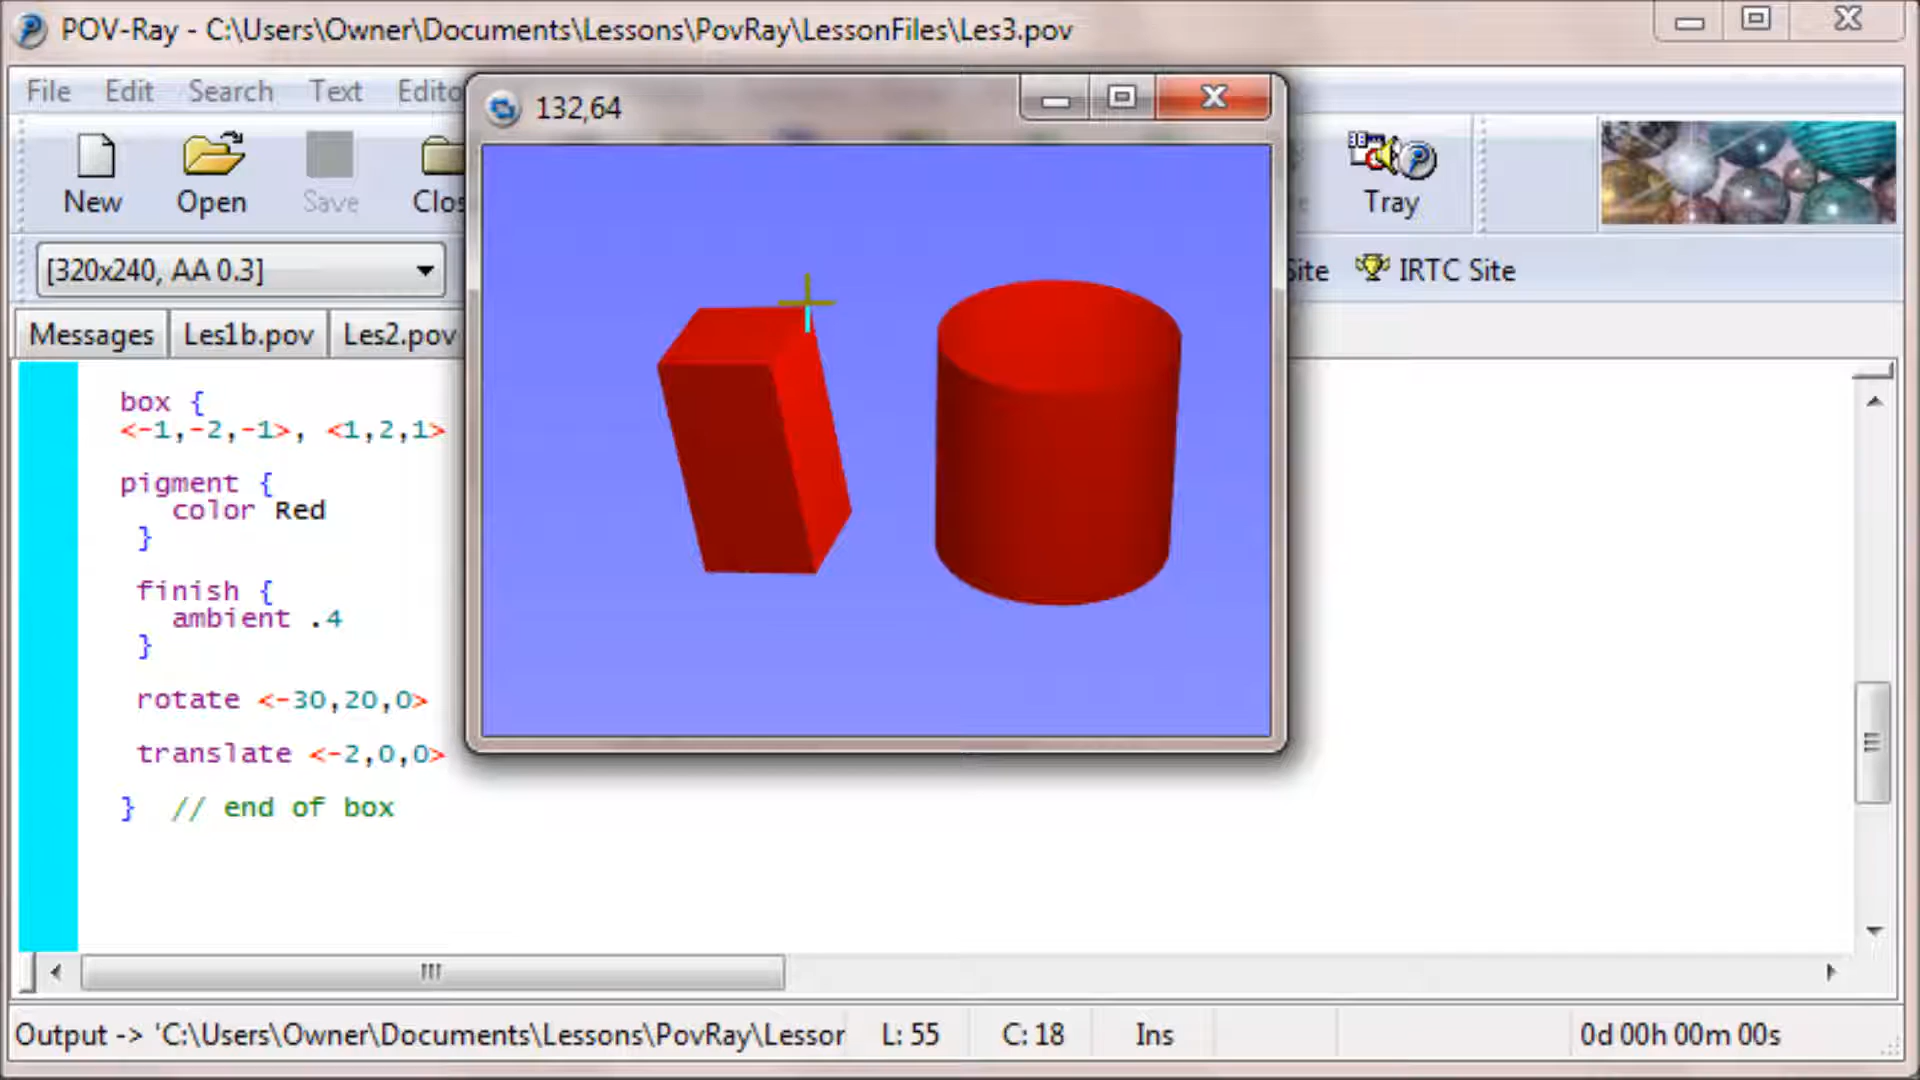 POV-Ray - C:\Users\Owner\Documents\Lessons\PovRay\LessonFiles\Les3.pov
File Edit Search Text Edito
132,64
New Open Save Clos Tray
[320x240, AA 0.3] Site IRTC Site
Messages Les1b.pov Les2.pov
box {
<-1,-2,-1>, <1,2,1>
pigment {
color Red
}
finish {
ambient .4
}
rotate <-30,20,0>
translate <-2,0,0>
} // end of box
Output -> 'C:\Users\Owner\Documents\Lessons\PovRay\Lessor L: 55 C: 18 Ins 0d 00h 00m 00s